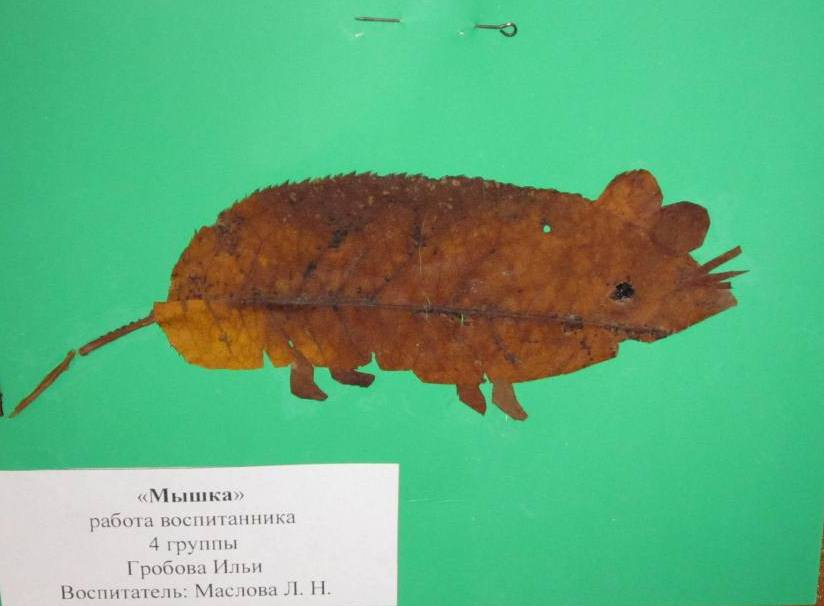 «Мышка»
работа воспитанника
4 группы
Гробова Ильи
Воспитатель: Маслова Л. Н.